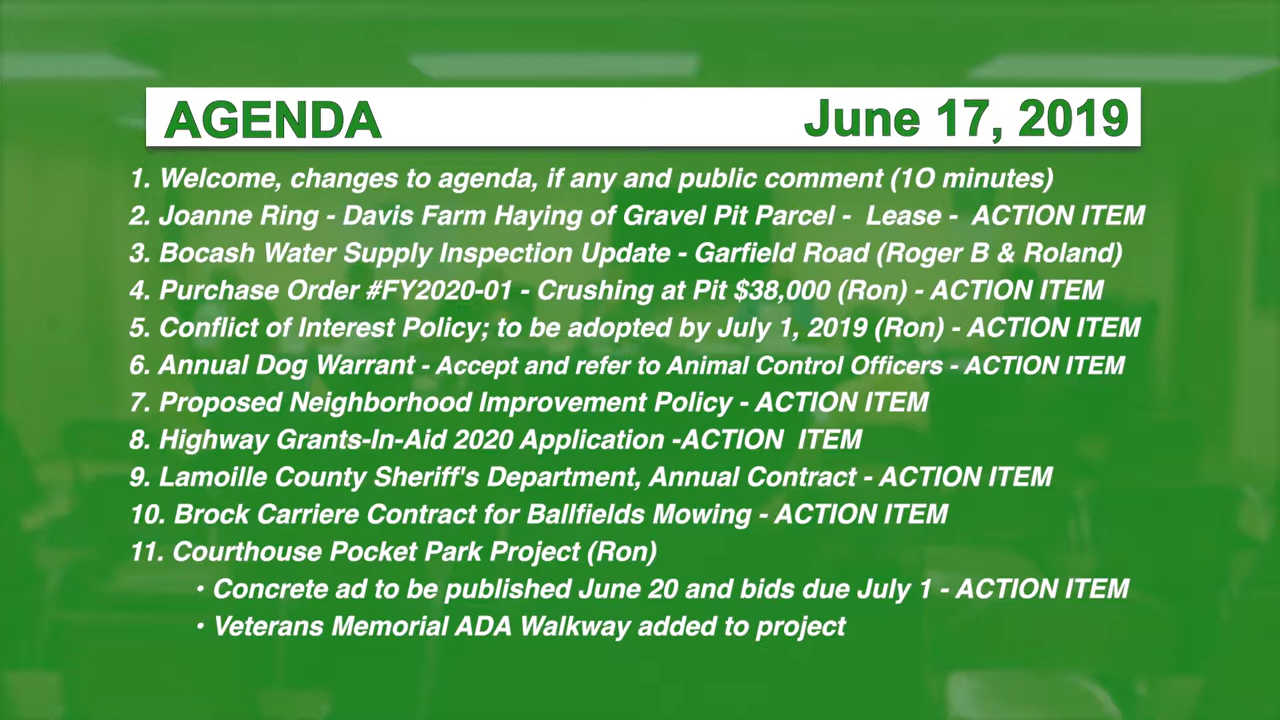 AGENDA June 17, 2019
1. Welcome, changes to agenda, if any and public comment (1O minutes)
2. Joanne Ring - Davis Farm Haying of Gravel Pit Parcel - Lease - ACTION ITEM
3. Bocash Water Supply Inspection Update - Garfield Road (Roger B & Roland)
4. Purchase Order #FY2020-01 - Crushing at Pit $38,000 (Ron) - ACTION ITEM
5. Conflict of Interest Policy; to be adopted by July 1, 2019 (Ron) - ACTION ITEM
6. Annual Dog Warrant - Accept and refer to Animal Control Officers - ACTION ITEM
7. Proposed Neighborhood Improvement Policy - ACTION ITEM
8. Highway Grants-In-Aid 2020 Application -ACTION ITEM
9. Lamoille County Sheriff's Department, Annual Contract - ACTION ITEM
10. Brock Carriere Contract for Ballfields Mowing - ACTION ITEM
11. Courthouse Pocket Park Project (Ron)
• Concrete ad to be published June 20 and bids due July 1 - ACTION ITEM
• Veterans Memorial ADA Walkway added to project